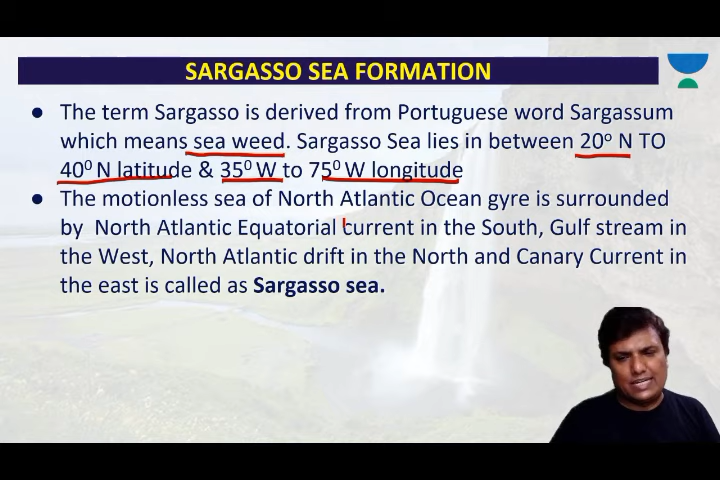 SARGASSO SEA FORMATION
● The term Sargasso is derived from Portuguese word Sargassum
which means sea weed. Sargasso Sea lies in between 20° N TO
40⁰ N latitude & 35⁰ W to 75⁰ W longitude
● The motionless sea of North Atlantic Ocean gyre is surrounded
by North Atlantic Equatorial current in the South, Gulf stream in
the West, North Atlantic drift in the North and Canary Current in
the east is called as Sargasso sea.